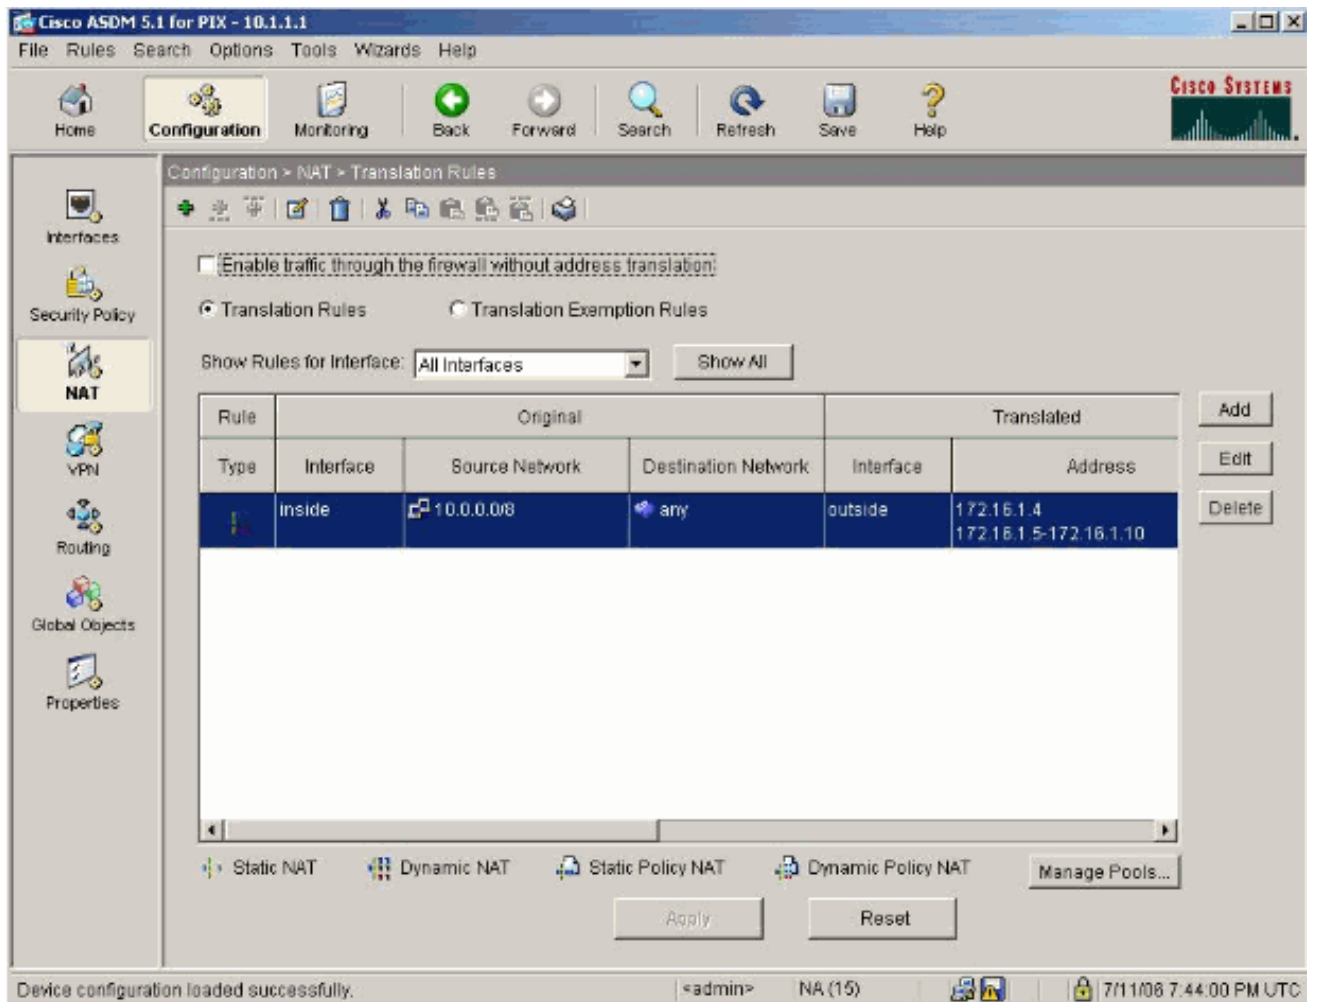 Cisco ASDM 5.1 for PIX - 10.1.1.1
File Rules Search Options Tools Wizards Help
Home Configuration Monitoring Back Forward Search Refresh Save Help
CISCO SYSTEMS
Configuration > NAT > Translation Rules
Interfaces
Security Policy
NAT
VPN
Routing
Global Objects
Properties
Enable traffic through the firewall without address translation
Translation Rules Translation Exemption Rules
Show Rules for Interface: All Interfaces Show All
Rule Original Translated
Type Interface Source Network Destination Network Interface Address
inside 10.0.0.0/8 any outside 172.16.1.4
172.16.1.5-172.16.1.10
Add
Edit
Delete
Static NAT Dynamic NAT Static Policy NAT Dynamic Policy NAT Manage Pools...
Apply Reset
Device configuration loaded successfully. <admin> NA (15) 7/11/06 7:44:00 PM UTC